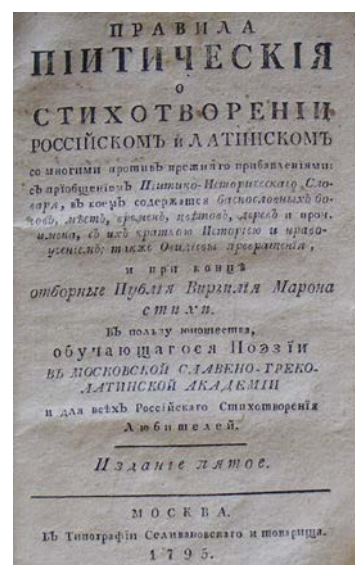 ПРАВИЛА
ПІИТИЧЕСКІЯ
О
СТИХОТВОРЕНІИ
РОССІЙСКОМЪ и ЛАТИНСКОМЪ
со многими противъ прежняго прибавленіями:
съ пріобщеніемъ Піитико-Историческаго Сло-
варя, въ коемъ содержатся баснословныхъ бо-
говъ, мѣстъ, временъ, цвѣтовъ, деревъ и проч.
имена, съ ихъ краткою Исторіею и нраво-
ученіемъ; также Овидіевы превращенія,
и при концѣ
отборные Публія Виргилія Марона
стихи.
Въ пользу юношества,
обучающагося Поэзіи
ВЪ МОСКОВСКОЙ СЛАВЕНО-ГРЕКО-
ЛАТИНСКОЙ АКАДЕМІИ
и для всѣхъ Россійскаго Стихотворенія
Любителей.
Изданіе пятое.
МОСКВА.
Въ Типографіи Селивановскаго и товарища.
1795.